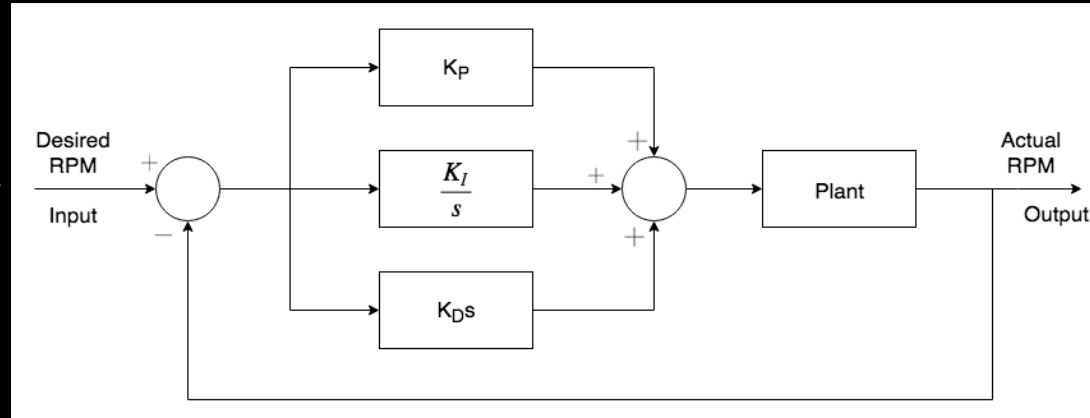 Desired
RPM
Input
+
−
K_P
K_I
s
K_Ds
+
+
+
Plant
Actual
RPM
Output